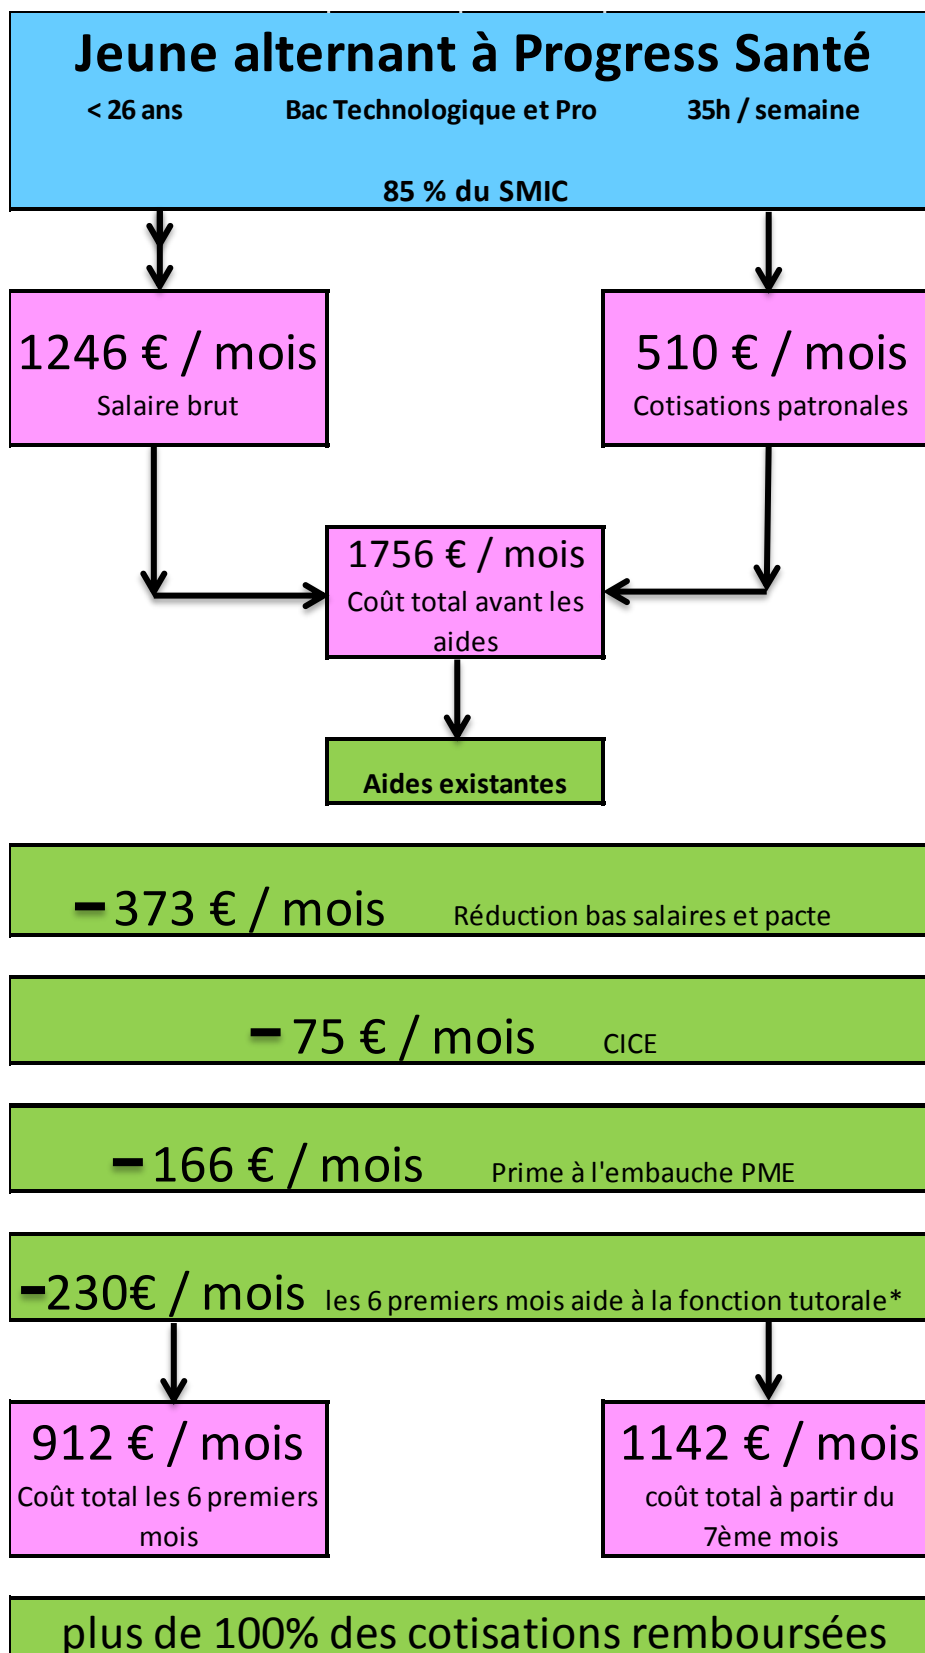 Jeune alternant à Progress Santé
< 26 ans Bac Technologique et Pro 35h / semaine
85 % du SMIC
1246 € / mois
Salaire brut
510 € / mois
Cotisations patronales
1756 € / mois
Coût total avant les
aides
Aides existantes
- 373 € / mois Réduction bas salaires et pacte
- 75 € / mois CICE
- 166 € / mois Prime à l'embauche PME
-230€ / mois les 6 premiers mois aide à la fonction tutorale*
912 € / mois
Coût total les 6 premiers
mois
1142 € / mois
coût total à partir du
7ème mois
plus de 100% des cotisations remboursées